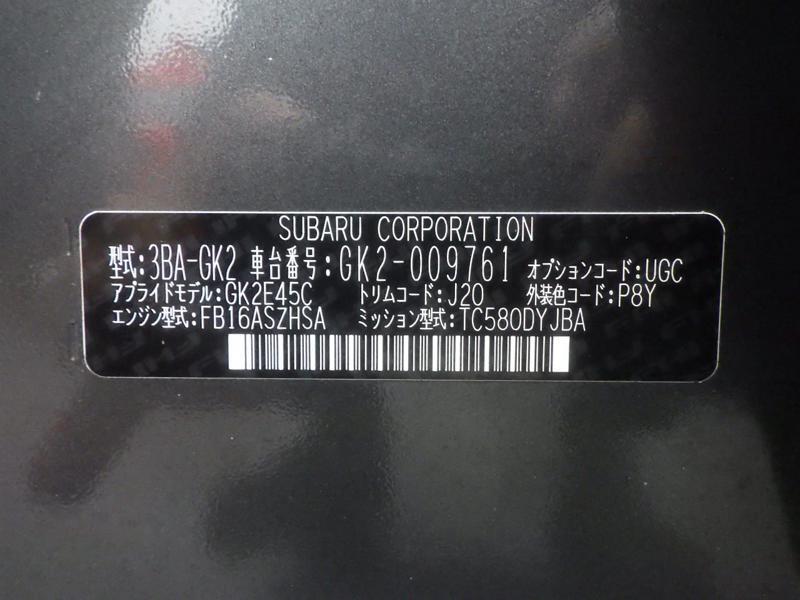 SUBARU CORPORATION
型式:3BA-GK2 車台番号:GK2-009761 オプションコード:UGC
アプライドモデル:GK2E45C トリムコード:J20 外装色コード:P8Y
エンジン型式:FB16ASZHSA ミッション型式:TC580DYJBA